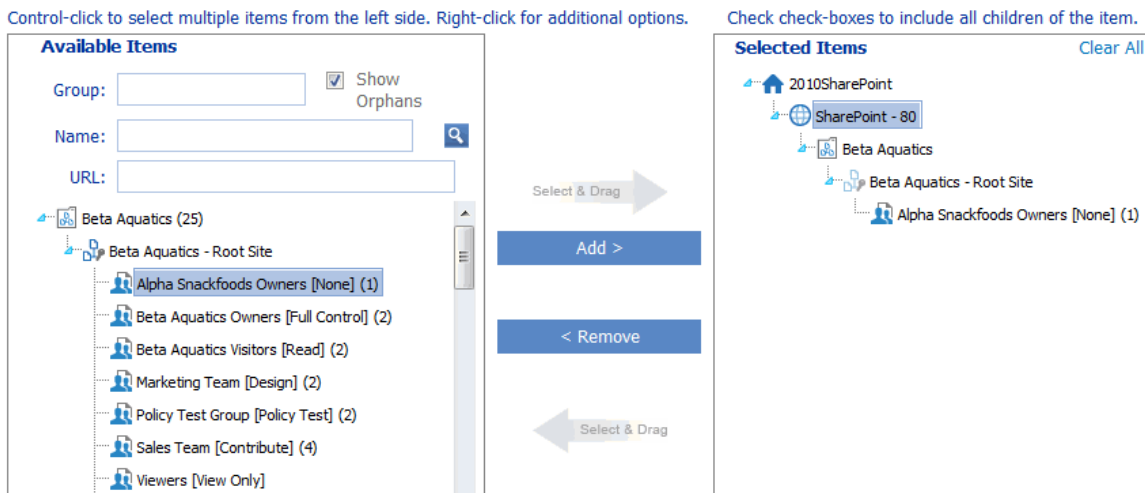 Control-click to select multiple items from the left side. Right-click for additional options.
Check check-boxes to include all children of the item.
Available Items
Group:
Show
Orphans
Name:
URL:
Beta Aquatics (25)
Beta Aquatics - Root Site
Alpha Snackfoods Owners [None] (1)
Beta Aquatics Owners [Full Control] (2)
Beta Aquatics Visitors [Read] (2)
Marketing Team [Design] (2)
Policy Test Group [Policy Test] (2)
Sales Team [Contribute] (4)
Viewers [View Only]
Select & Drag
Add >
< Remove
Select & Drag
Selected Items
Clear All
2010SharePoint
SharePoint - 80
Beta Aquatics
Beta Aquatics - Root Site
Alpha Snackfoods Owners [None] (1)